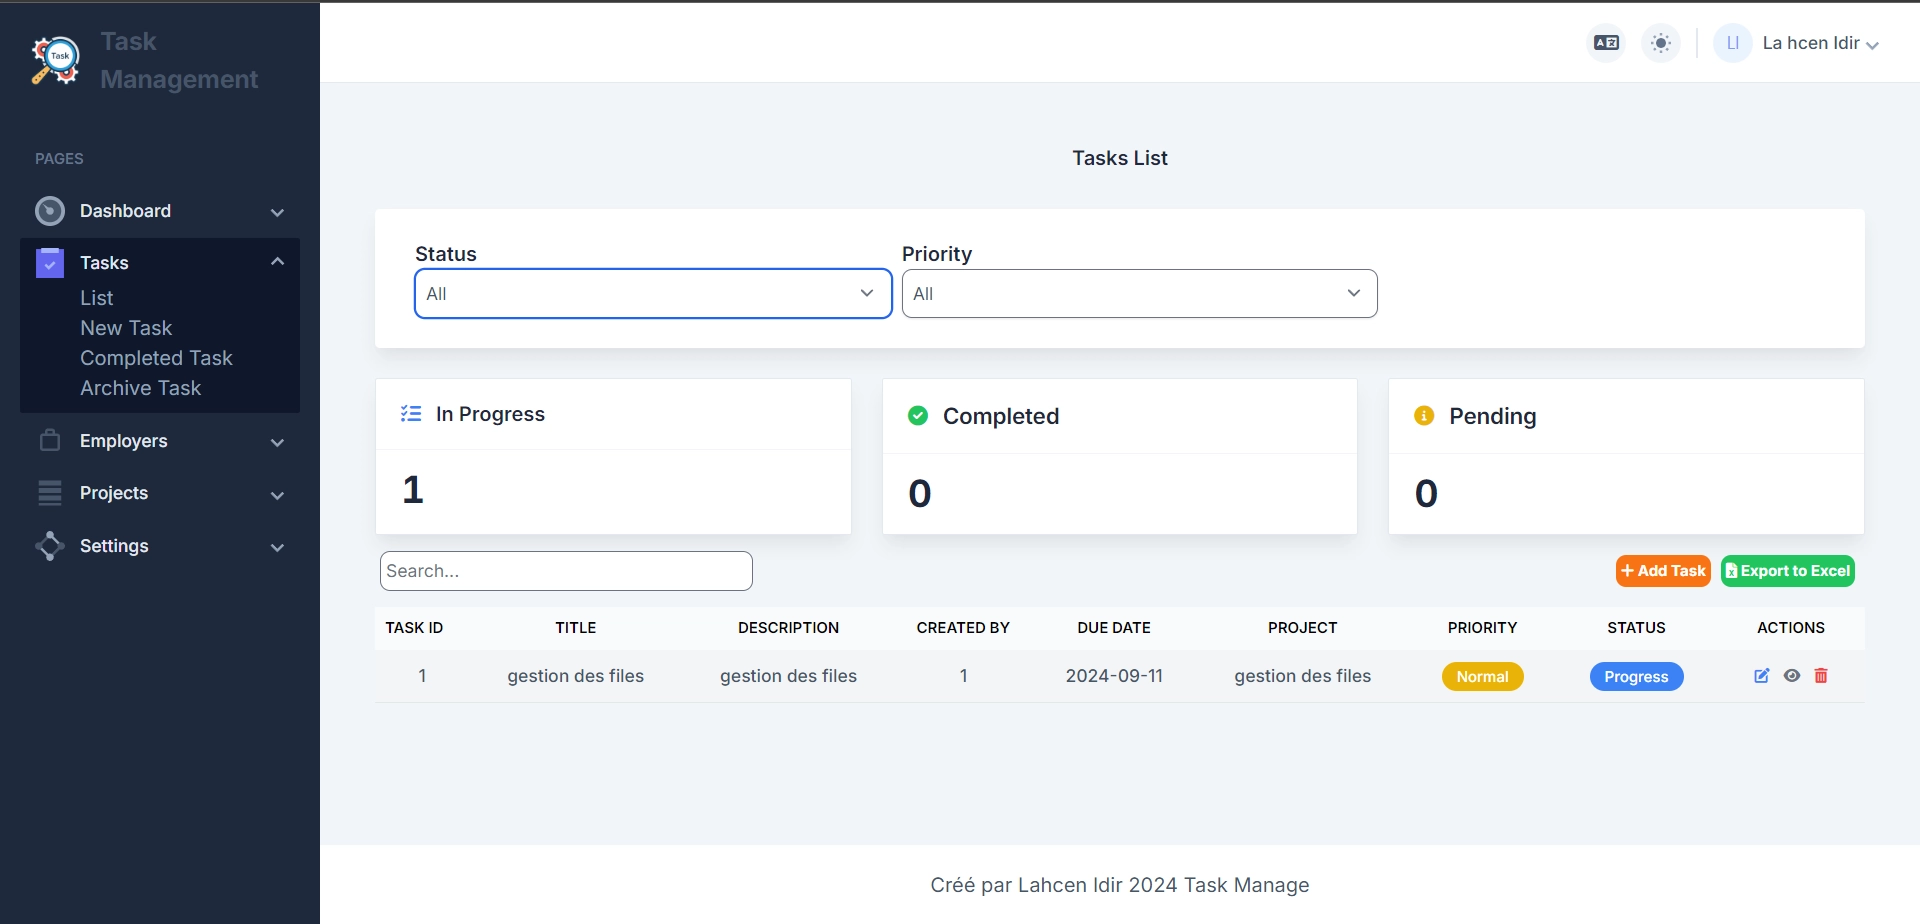 Task
Task
Management
LI
La hcen Idir
PAGES
Dashboard
Tasks
List
New Task
Completed Task
Archive Task
Employers
Projects
Settings
Tasks List
Status
Priority
All
All
In Progress
Completed
Pending
1
0
0
Search...
+ Add Task
Export to Excel
TASK ID TITLE DESCRIPTION CREATED BY DUE DATE PROJECT PRIORITY STATUS ACTIONS
1 gestion des files gestion des files 1 2024-09-11 gestion des files Normal Progress
Créé par Lahcen Idir 2024 Task Manage